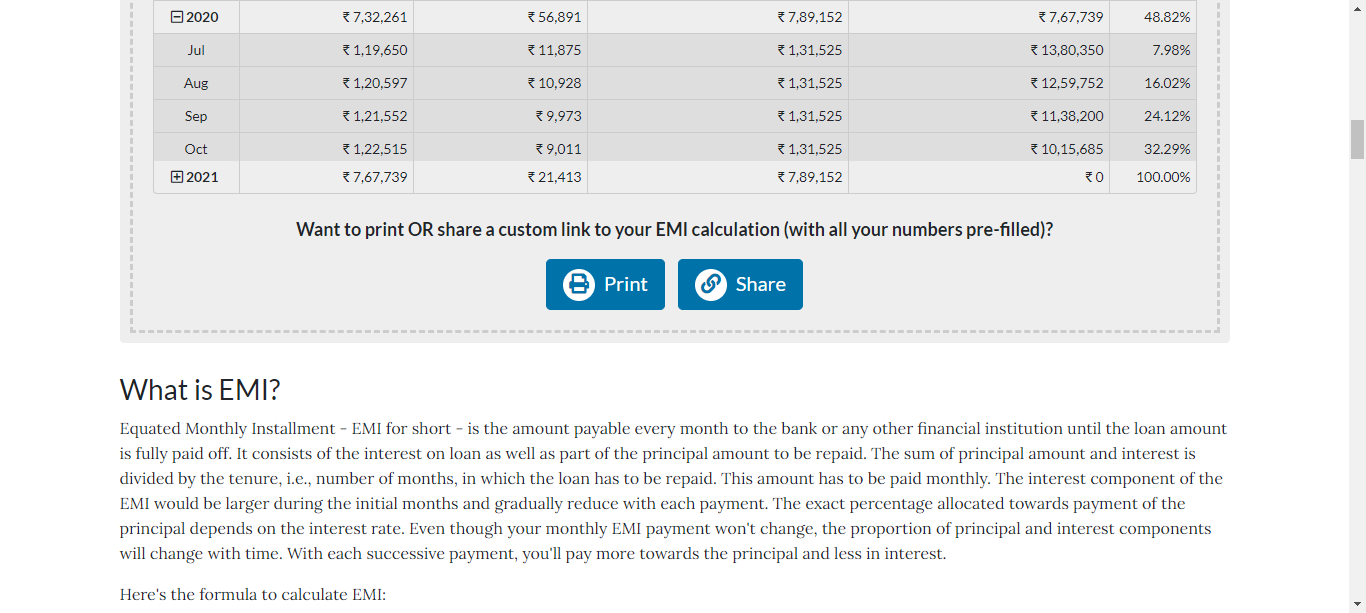 2020 ₹ 7,32,261 ₹ 56,891 ₹ 7,89,152 ₹ 7,67,739 48.82%
Jul ₹ 1,19,650 ₹ 11,875 ₹ 1,31,525 ₹ 13,80,350 7.98%
Aug ₹ 1,20,597 ₹ 10,928 ₹ 1,31,525 ₹ 12,59,752 16.02%
Sep ₹ 1,21,552 ₹ 9,973 ₹ 1,31,525 ₹ 11,38,200 24.12%
Oct ₹ 1,22,515 ₹ 9,011 ₹ 1,31,525 ₹ 10,15,685 32.29%
2021 ₹ 7,67,739 ₹ 21,413 ₹ 7,89,152 ₹ 0 100.00%
Want to print OR share a custom link to your EMI calculation (with all your numbers pre-filled)?
Print Share
What is EMI?
Equated Monthly Installment - EMI for short - is the amount payable every month to the bank or any other financial institution until the loan amount
is fully paid off. It consists of the interest on loan as well as part of the principal amount to be repaid. The sum of principal amount and interest is
divided by the tenure, i.e., number of months, in which the loan has to be repaid. This amount has to be paid monthly. The interest component of the
EMI would be larger during the initial months and gradually reduce with each payment. The exact percentage allocated towards payment of the
principal depends on the interest rate. Even though your monthly EMI payment won't change, the proportion of principal and interest components
will change with time. With each successive payment, you'll pay more towards the principal and less in interest.
Here's the formula to calculate EMI: